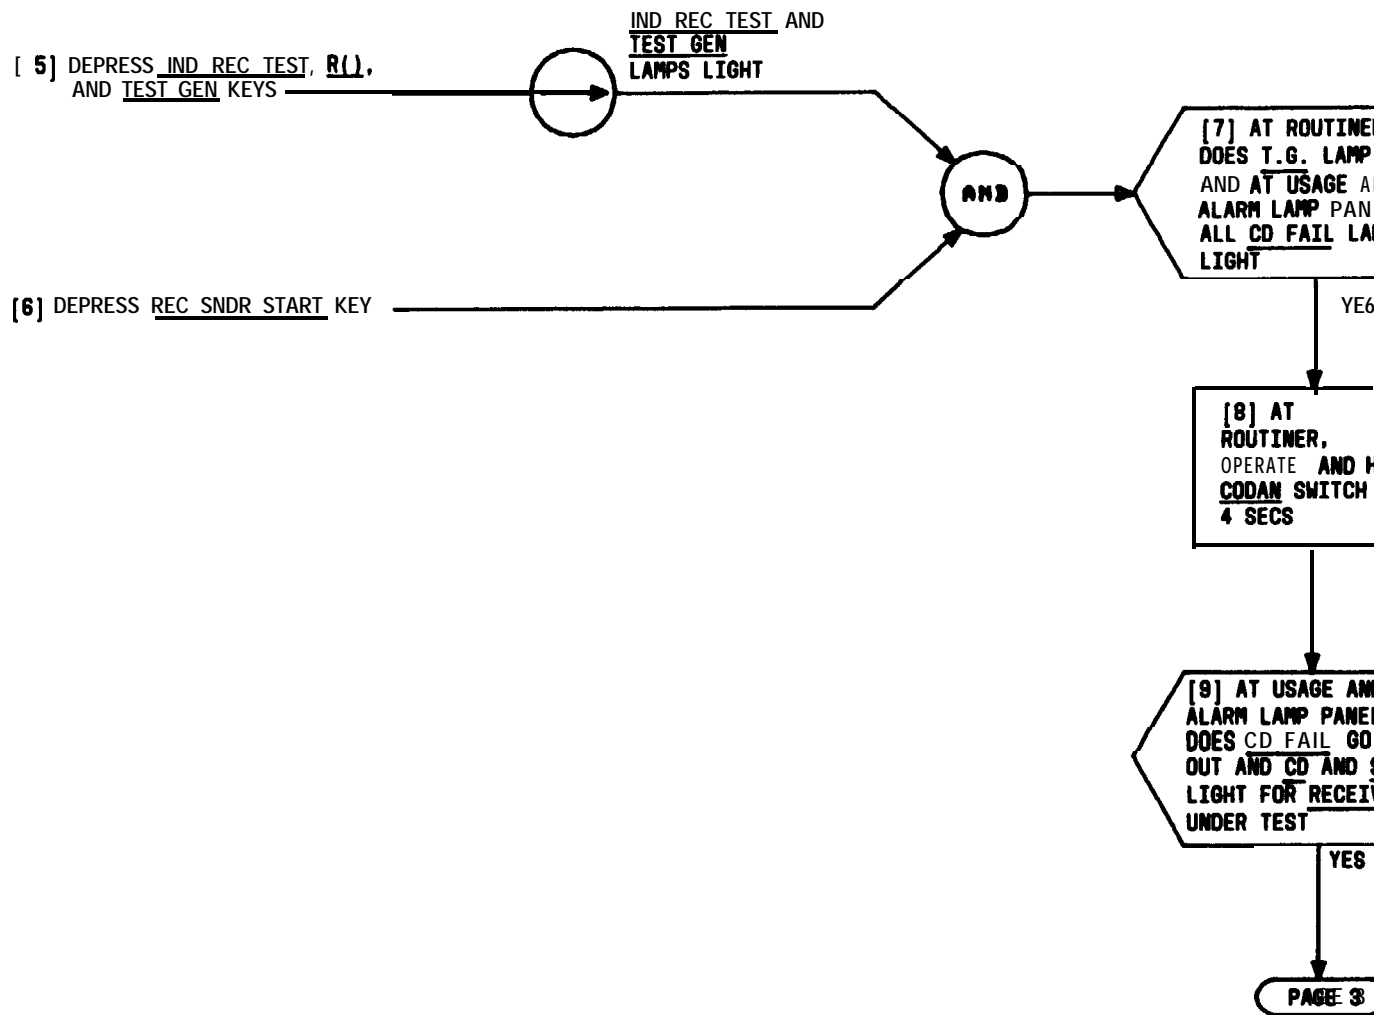 IND REC TEST AND
TEST GEN
LAMPS LIGHT
[ 5] DEPRESS IND REC TEST, R(),
AND TEST GEN KEYS
AND
[6] DEPRESS REC SNDR START KEY
[7] AT ROUTINE
DOES T.G. LAMP
AND AT USAGE A
ALARM LAMP PAN
ALL CD FAIL LA
LIGHT
YE6
[8] AT
ROUTINER,
OPERATE AND H
CODAN SWITCH
4 SECS
[9] AT USAGE AN
ALARM LAMP PANE
DOES CD FAIL GO
OUT AND CD AND S
LIGHT FOR RECEIV
UNDER TEST
YES
PAGE 3